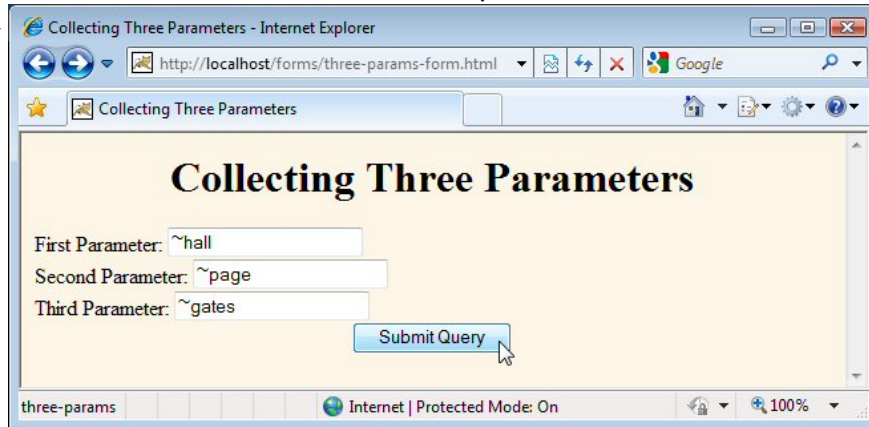 Collecting Three Parameters - Internet Explorer
http://localhost/forms/three-params-form.html
Google
Collecting Three Parameters
Collecting Three Parameters
First Parameter: ~hall
Second Parameter: ~page
Third Parameter: ~gates
Submit Query
three-params
Internet | Protected Mode: On
100%